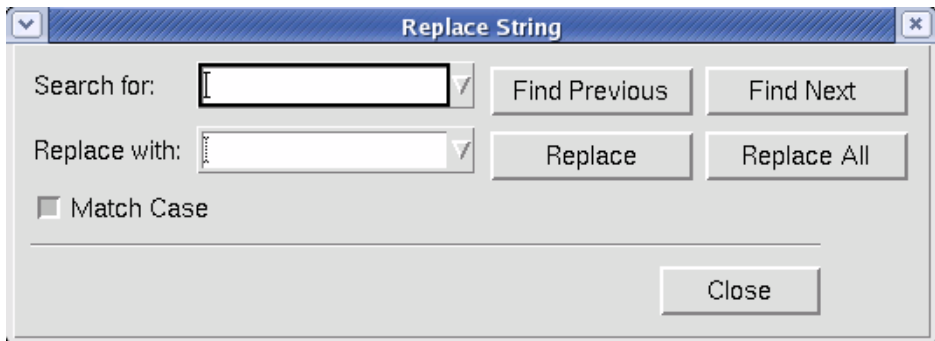 Replace String
Search for: Find Previous Find Next
Replace with: Replace Replace All
Match Case
Close